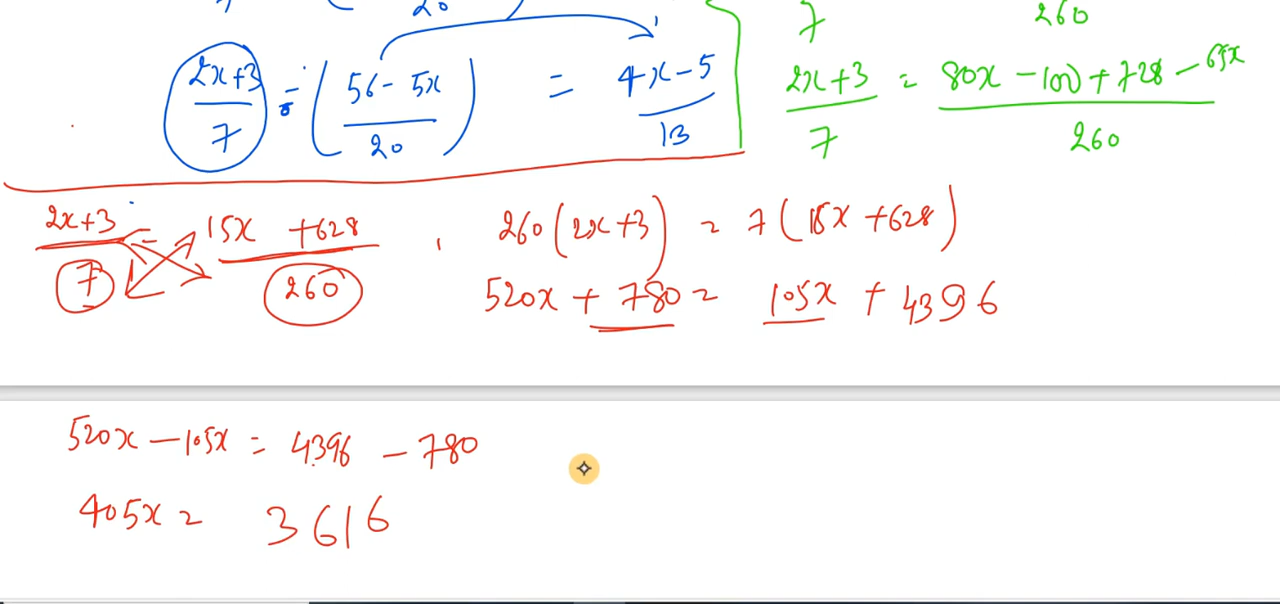 7 ( 20 )
(2x+3)/7 - (56-5x)/20 = (4x-5)/13
7 260
(2x+3)/7 = (80x - 100 + 728 - 65x)/260
(2x+3)/7 = (15x + 628)/260 , 260(2x+3) = 7(15x + 628)
520x + 780 = 105x + 4396
520x - 105x = 4396 - 780
405x = 3616